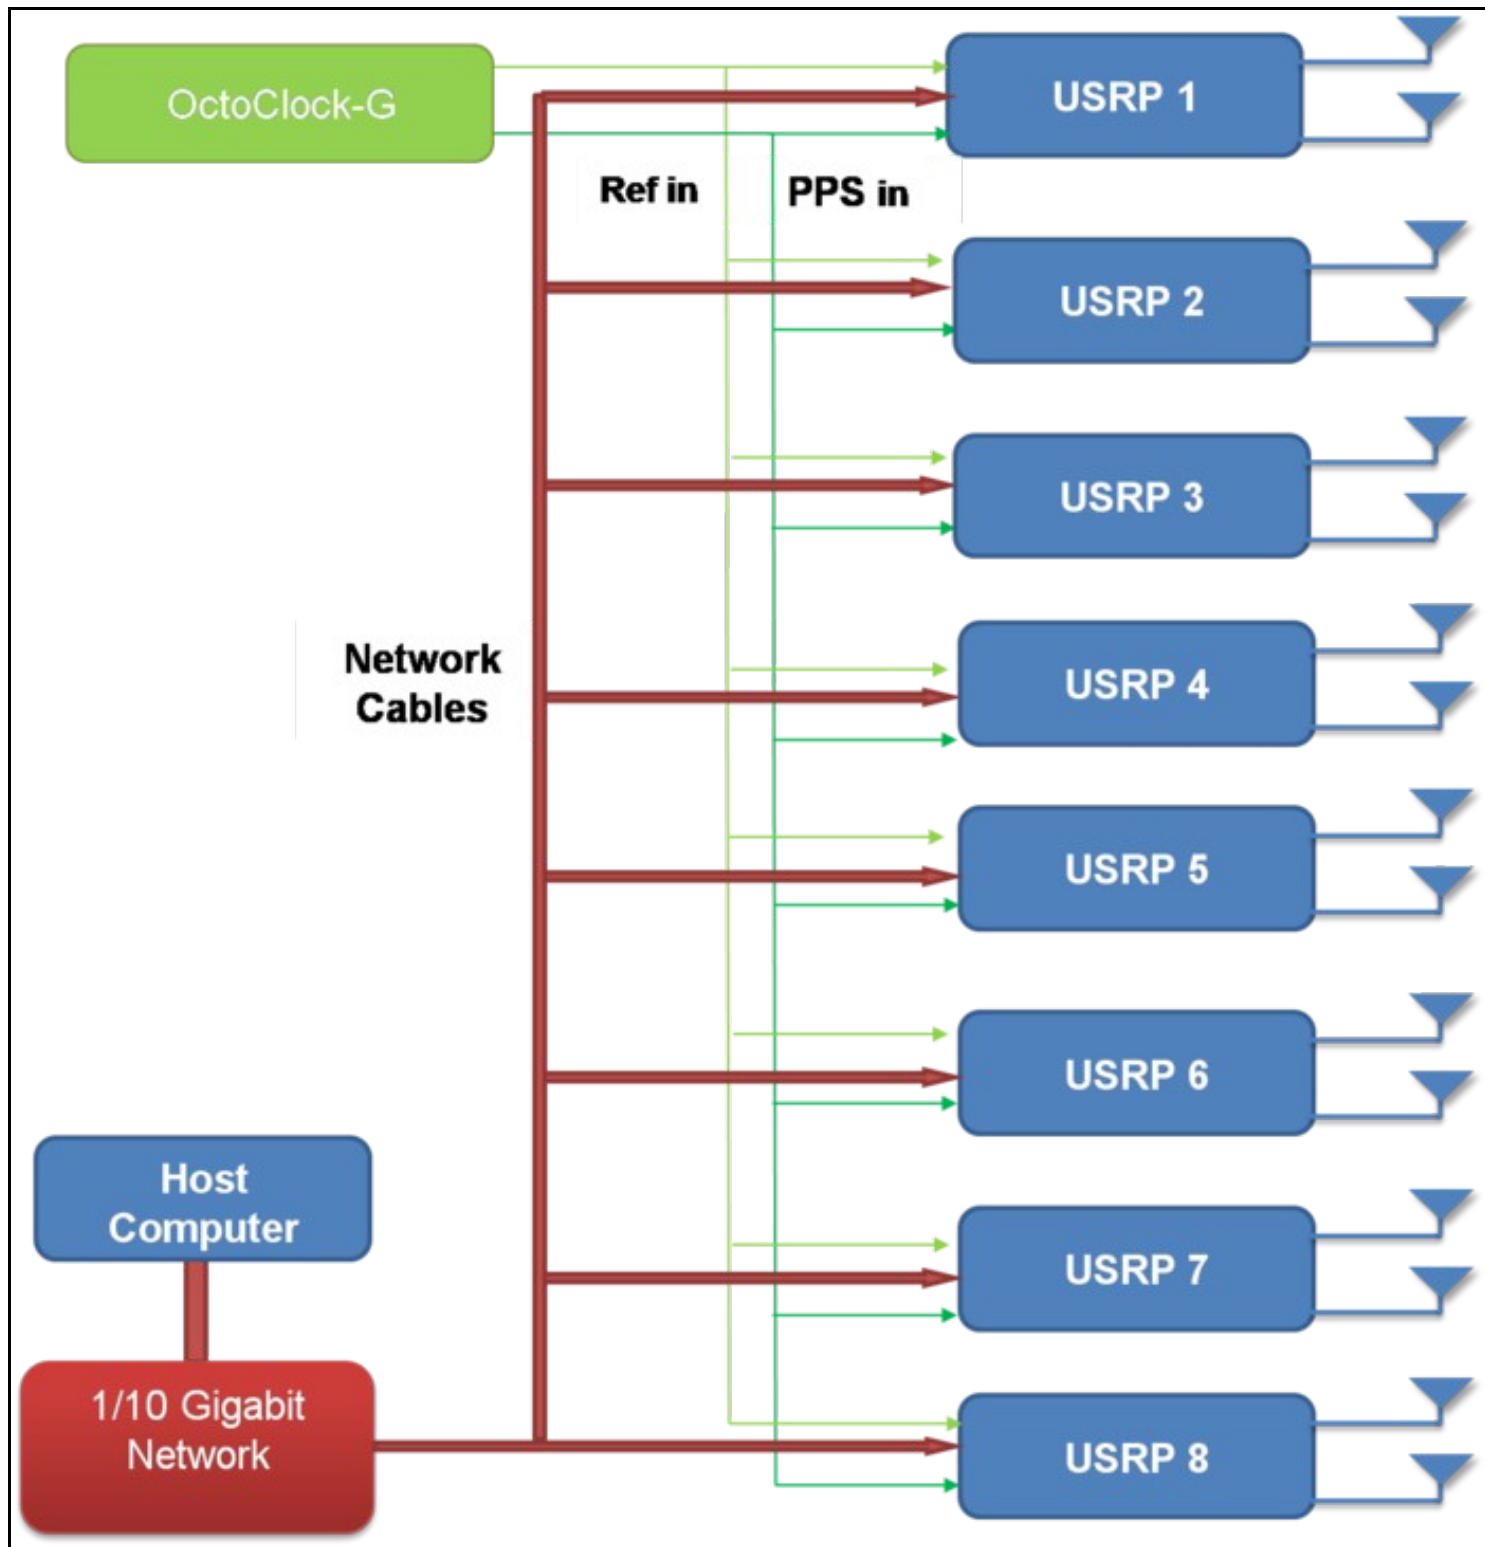 OctoClock-G
USRP 1
Ref in
PPS in
USRP 2
USRP 3
Network
Cables
USRP 4
USRP 5
USRP 6
Host
Computer
USRP 7
1/10 Gigabit
Network
USRP 8